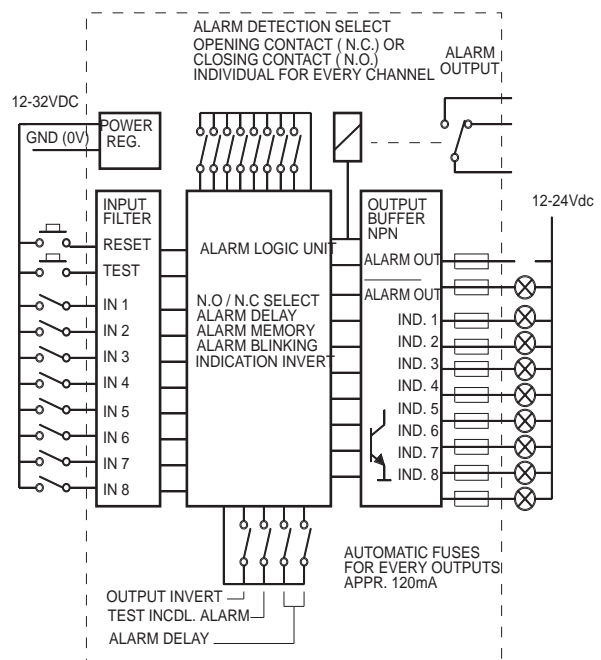 ALARM DETECTION SELECT
OPENING CONTACT ( N.C.) OR
CLOSING CONTACT ( N.O.)
INDIVIDUAL FOR EVERY CHANNEL
ALARM
OUTPUT
12-32VDC
GND (0V)
POWER
REG.
INPUT
FILTER
RESET
TEST
IN 1
IN 2
IN 3
IN 4
IN 5
IN 6
IN 7
IN 8
ALARM LOGIC UNIT
N.O / N.C SELECT
ALARM DELAY
ALARM MEMORY
ALARM BLINKING
INDICATION INVERT
OUTPUT
BUFFER
NPN
ALARM OUT
ALARM OUT
IND. 1
IND. 2
IND. 3
IND. 4
IND. 5
IND. 6
IND. 7
IND. 8
12-24Vdc
AUTOMATIC FUSES
FOR EVERY OUTPUTS
APPR. 120mA
OUTPUT INVERT
TEST INCDL. ALARM
ALARM DELAY